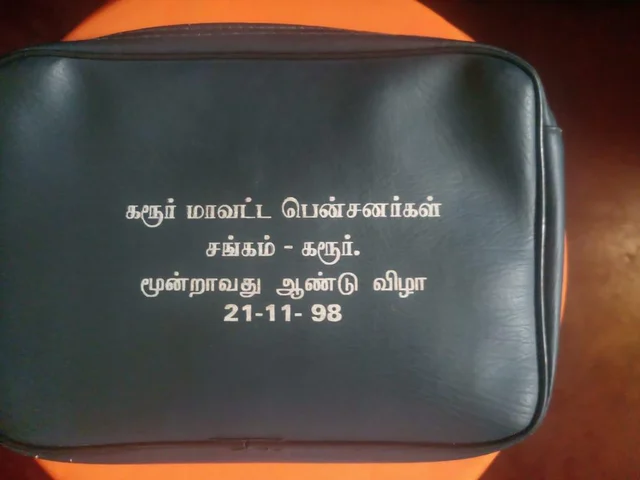 கரூர் மாவட்ட பென்சனர்கள்
சங்கம் - கரூர்.
மூன்றாவது ஆண்டு விழா
21-11- 98